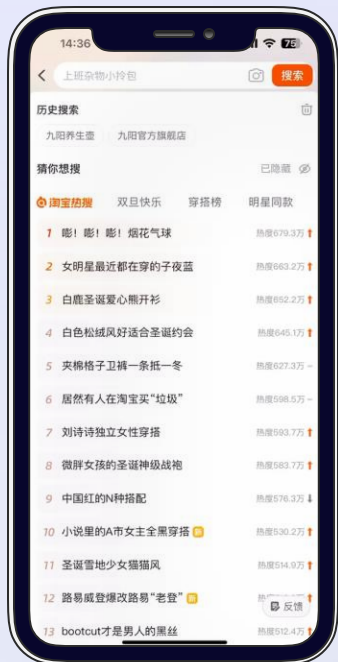 14:36
75
上班杂物小拎包
搜索
历史搜索
九阳养生壶 九阳官方旗舰店
猜你想搜 已隐藏
淘宝热搜 双旦快乐 穿搭榜 明星同款
1 嘭！嘭！嘭！烟花气球 热度679.3万
2 女明星最近都在穿的子夜蓝 热度663.2万
3 白鹿圣诞爱心熊开衫 热度652.2万
4 白色松绒风好适合圣诞约会 热度645.1万
5 夹棉格子卫裤一条抵一冬 热度627.3万
6 居然有人在淘宝买“垃圾” 热度598.5万
7 刘诗诗独立女性穿搭 热度593.7万
8 微胖女孩的圣诞神级战袍 热度583.7万
9 中国红的N种搭配 热度576.3万
10 小说里的A市女主全黑穿搭 新 热度530.2万
11 圣诞雪地少女猫猫风 热度514.9万
12 路易威登爆改路易“老登” 新
反馈
13 bootcut才是男人的黑丝 热度512.4万